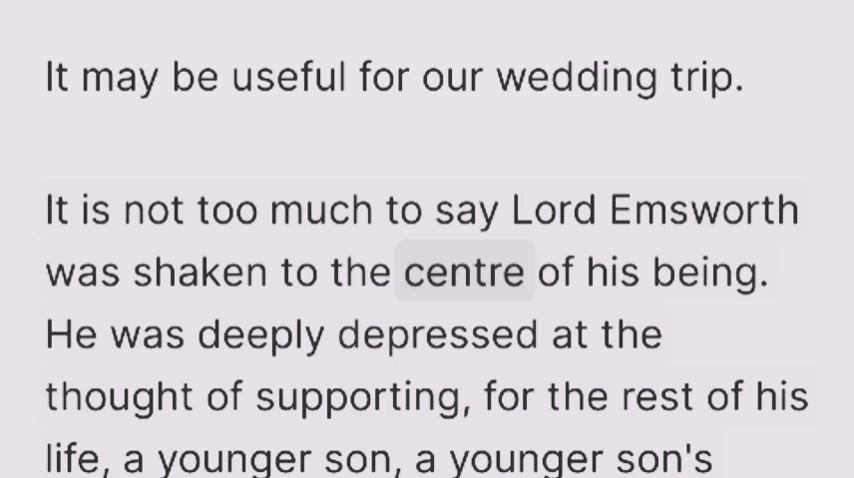 It may be useful for our wedding trip.
It is not too much to say Lord Emsworth
was shaken to the centre of his being.
He was deeply depressed at the
thought of supporting, for the rest of his
life, a younger son, a younger son's